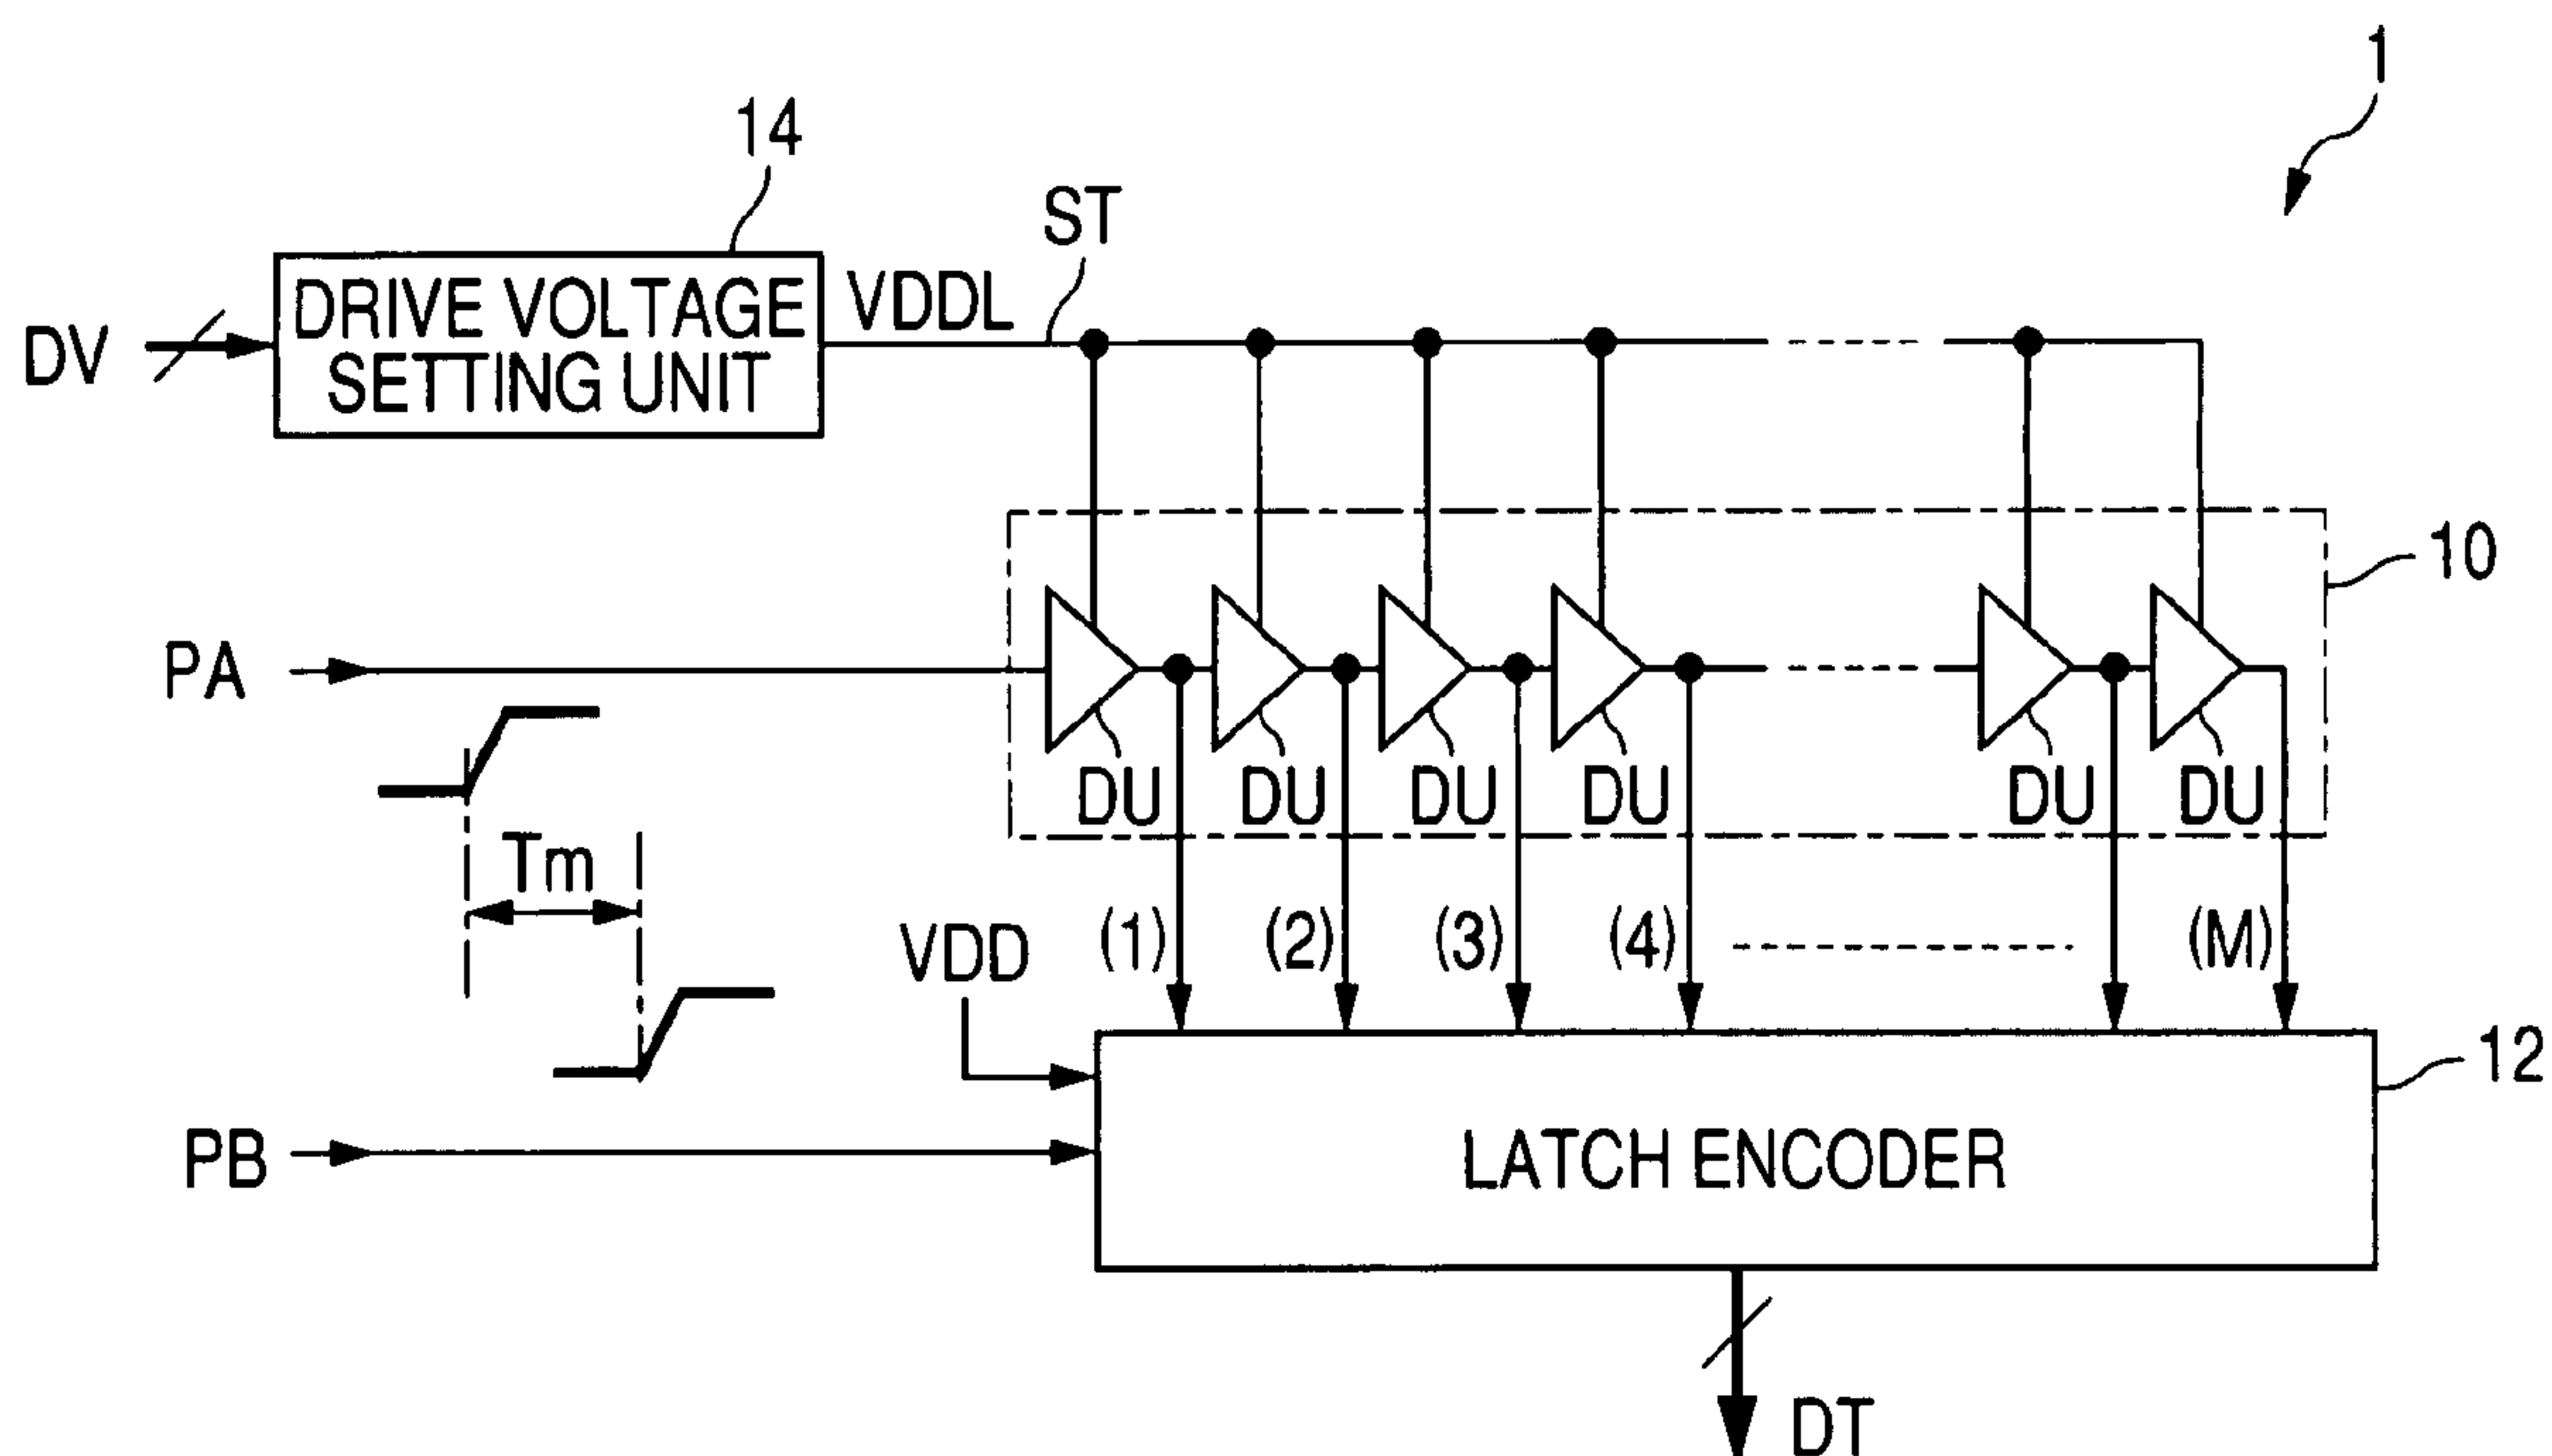 1
14
ST
DRIVE VOLTAGE
SETTING UNIT
VDDL
DV
10
PA
DU DU DU DU DU DU
Tm
VDD
(1) (2) (3) (4) (M)
12
PB
LATCH ENCODER
DT